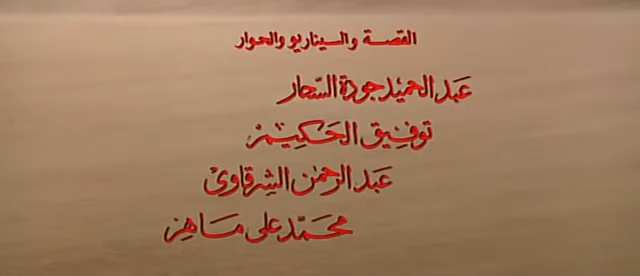 القصة والسيناريو والحوار
عبد الحميد جودة السحار
توفيق الحكيم
عبد الرحمن الشرقاوى
محمد على ماهر